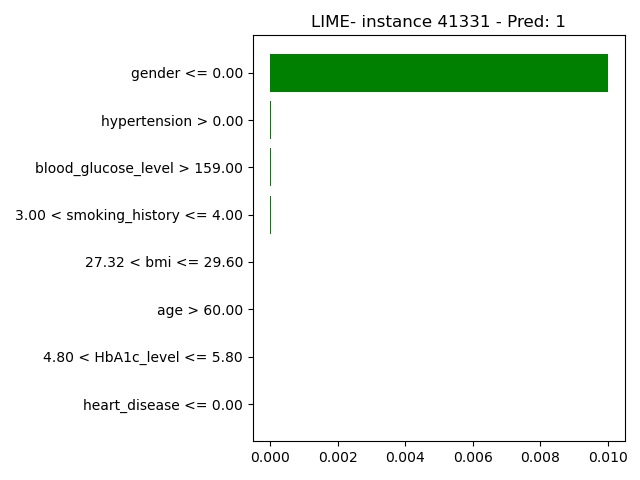 LIME- instance 41331 - Pred: 1
gender <= 0.00
hypertension > 0.00
blood_glucose_level > 159.00
3.00 < smoking_history <= 4.00
27.32 < bmi <= 29.60
age > 60.00
4.80 < HbA1c_level <= 5.80
heart_disease <= 0.00
0.000 0.002 0.004 0.006 0.008 0.010